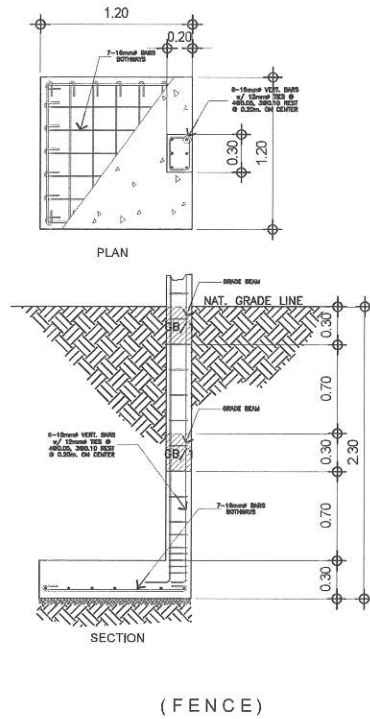 1.20
0.20
7-16mmø BARS
BOTHWAYS
6-16mmø VERT. BARS
w/ 12mmø TIES @
4@0.05, 3@0.10 REST
@ 0.20m. ON CENTER
0.30
1.20
PLAN
GRADE BEAM
NAT. GRADE LINE
GB/1
0.30
0.70
GRADE BEAM
GB/1
0.30
2.30
6-16mmø VERT. BARS
w/ 12mmø TIES @
4@0.05, 3@0.10 REST
@ 0.20m. ON CENTER
0.70
7-16mmø BARS
BOTHWAYS
0.30
SECTION
(FENCE)